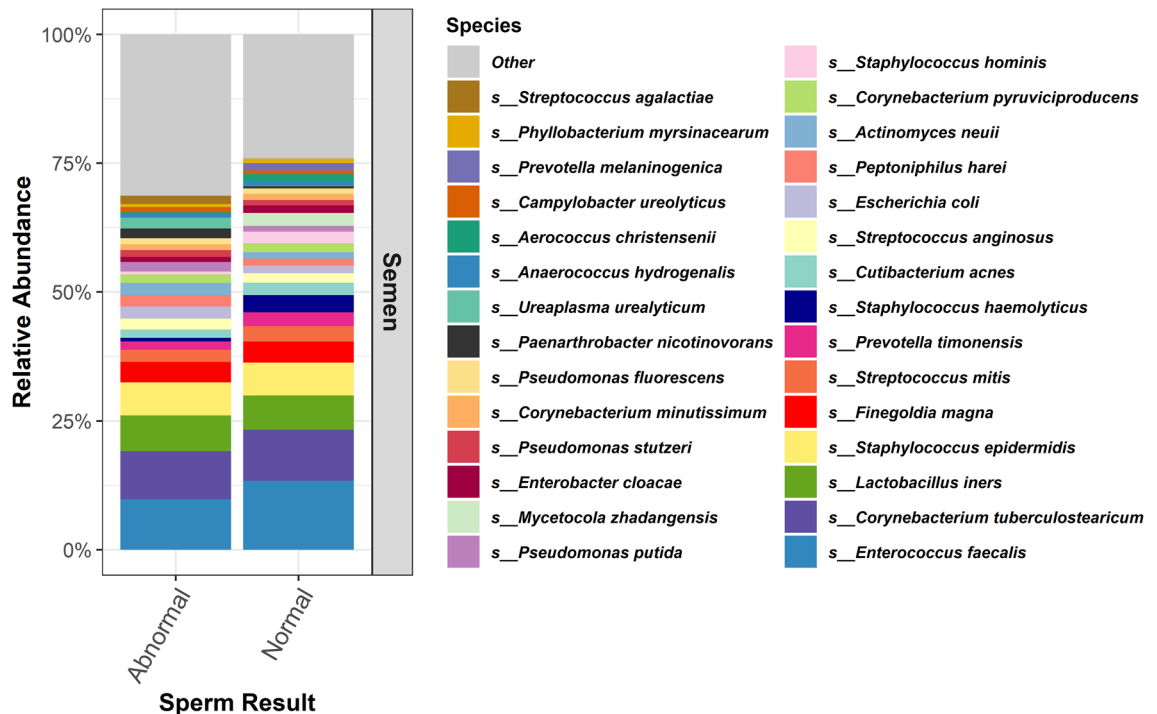 Species
100%
75%
50%
25%
0%
Relative Abundance
Semen
Abnormal
Normal
Sperm Result
Other
s__Streptococcus agalactiae
s__Phyllobacterium myrsinacearum
s__Prevotella melaninogenica
s__Campylobacter ureolyticus
s__Aerococcus christensenii
s__Anaerococcus hydrogenalis
s__Ureaplasma urealyticum
s__Paenarthrobacter nicotinovorans
s__Pseudomonas fluorescens
s__Corynebacterium minutissimum
s__Pseudomonas stutzeri
s__Enterobacter cloacae
s__Mycetocola zhadangensis
s__Pseudomonas putida
s__Staphylococcus hominis
s__Corynebacterium pyruviciproducens
s__Actinomyces neuii
s__Peptoniphilus harei
s__Escherichia coli
s__Streptococcus anginosus
s__Cutibacterium acnes
s__Staphylococcus haemolyticus
s__Prevotella timonensis
s__Streptococcus mitis
s__Finegoldia magna
s__Staphylococcus epidermidis
s__Lactobacillus iners
s__Corynebacterium tuberculostearicum
s__Enterococcus faecalis